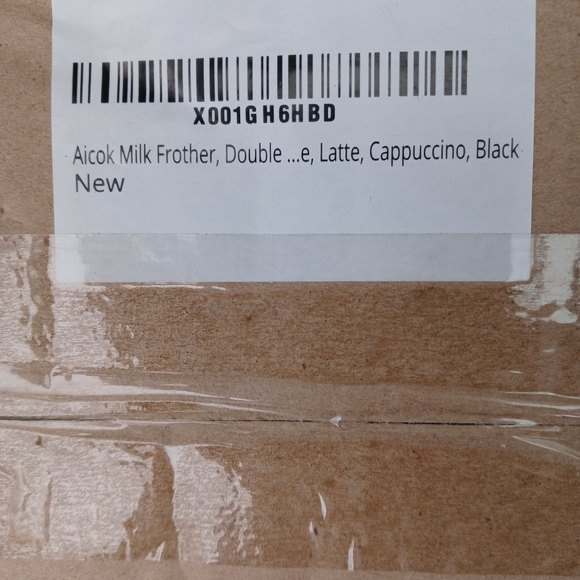 X001GH6HBD
Aicok Milk Frother, Double ...e, Latte, Cappuccino, Black
New